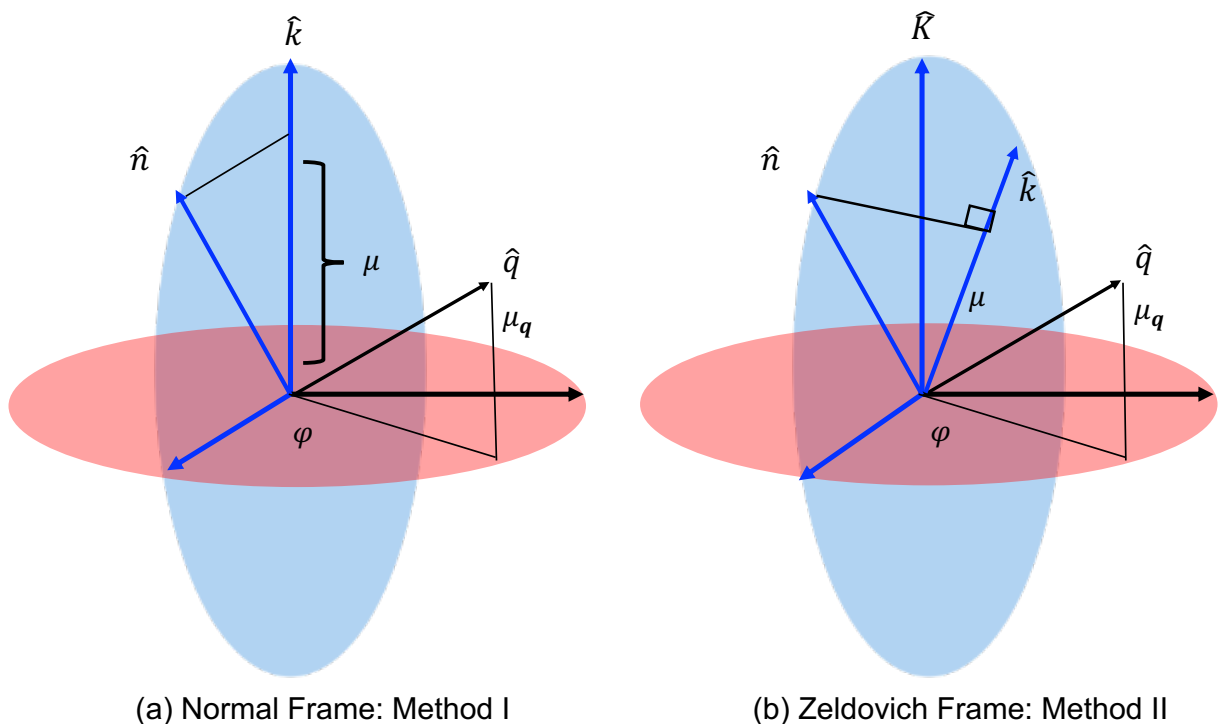 k̂
n̂
μ
q̂
μ_q
φ
(a) Normal Frame: Method I
K̂
n̂
k̂
q̂
μ
μ_q
φ
(b) Zeldovich Frame: Method II